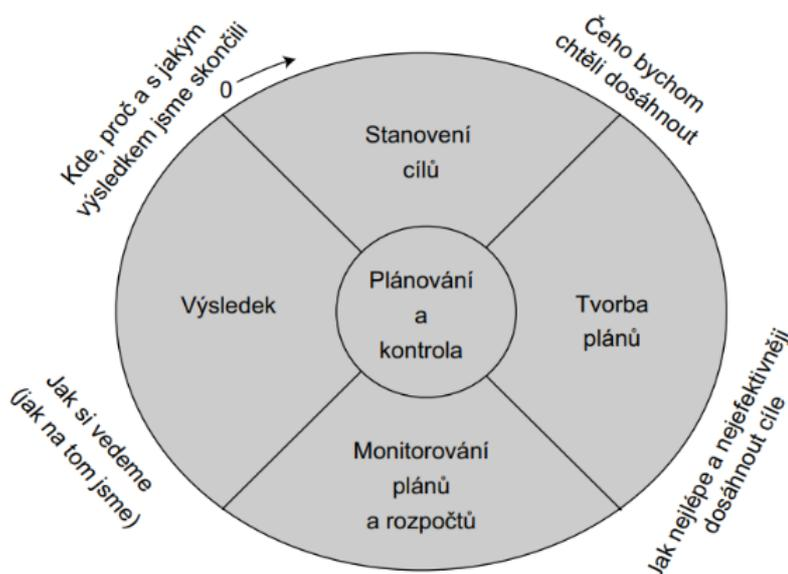 Kde, proč a s jakým
výsledkem jsme skončili
0
Čeho bychom
chtěli dosáhnout
Stanovení
cílů
Výsledek
Plánování
a
kontrola
Tvorba
plánů
Jak si vedeme
(jak na tom jsme)
Monitorování
plánů
a rozpočtů
Jak nejlépe a nejefektivněji
dosáhnout cíle